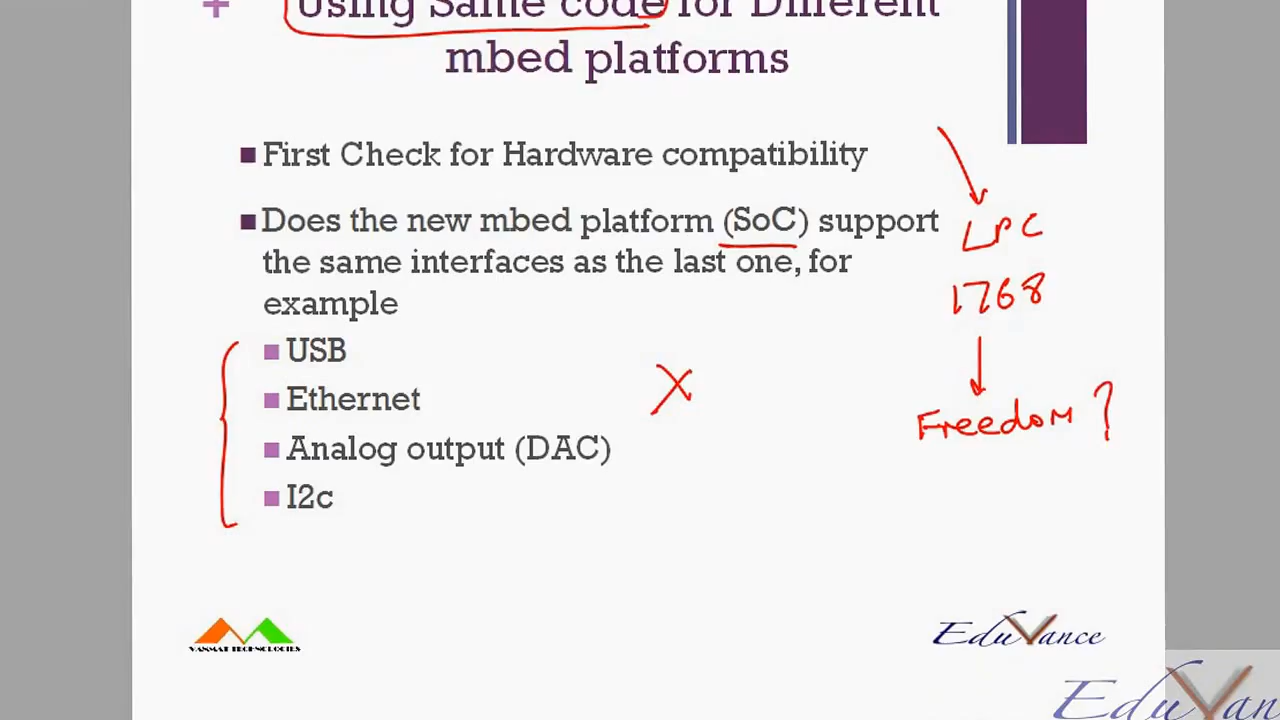 + Using Same code for Different
mbed platforms
First Check for Hardware compatibility
Does the new mbed platform (SoC) support
the same interfaces as the last one, for
example
USB
Ethernet
Analog output (DAC)
I2c
X
LPC
1768
Freedom ?
VANMAT TECHNOLOGIES
EduVance
EduVan